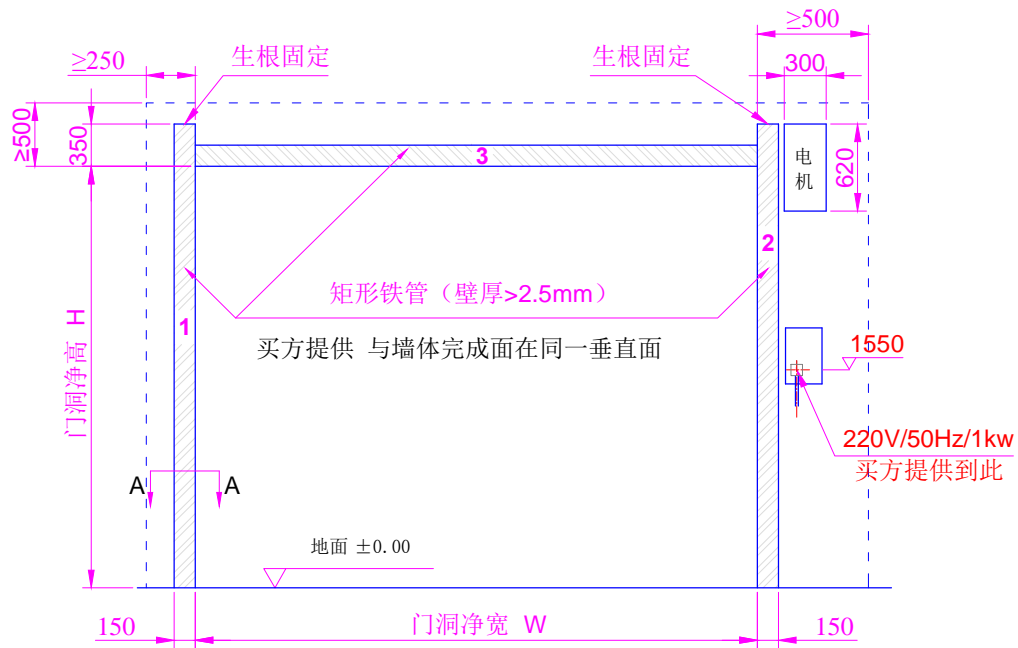 ≥500
生根固定
生根固定
≥250
300
≥500
350
3
电
机
620
2
矩形铁管（壁厚>2.5mm）
1
买方提供 与墙体完成面在同一垂直面
1550
门洞净高 H
220V/50Hz/1kw
买方提供到此
A
A
地面 ±0.00
150
门洞净宽 W
150